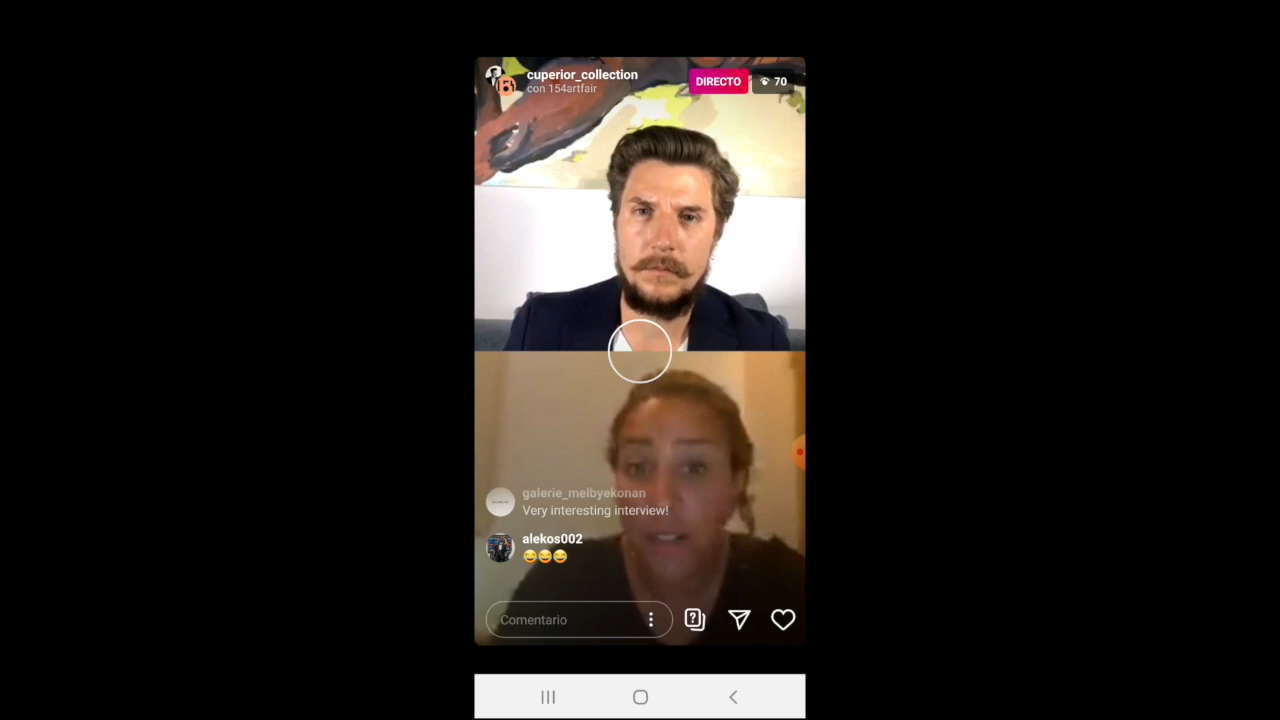 cuperior_collection
con 154artfair
DIRECTO
70
galerie_melbyekonan
Very interesting interview!
alekos002
😂😂😂
Comentario